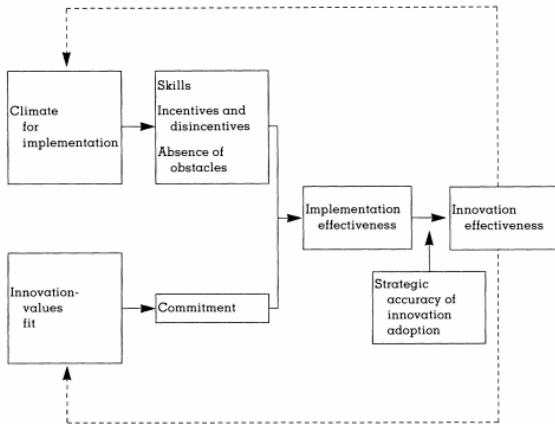 Climate
for
implementation
Skills
Incentives and
disincentives
Absence of
obstacles
Implementation
effectiveness
Innovation
effectiveness
Innovation-
values
fit
Commitment
Strategic
accuracy of
innovation
adoption